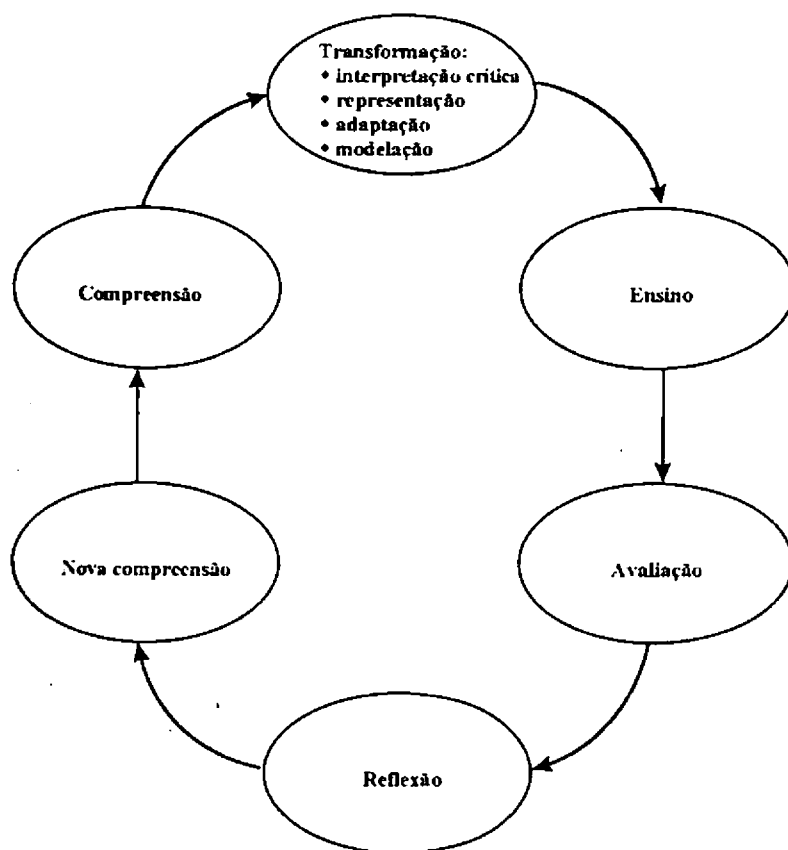 Transformação:
• interpretação crítica
• representação
• adaptação
• modelação
Compreensão
Ensino
Nova compreensão
Avaliação
Reflexão